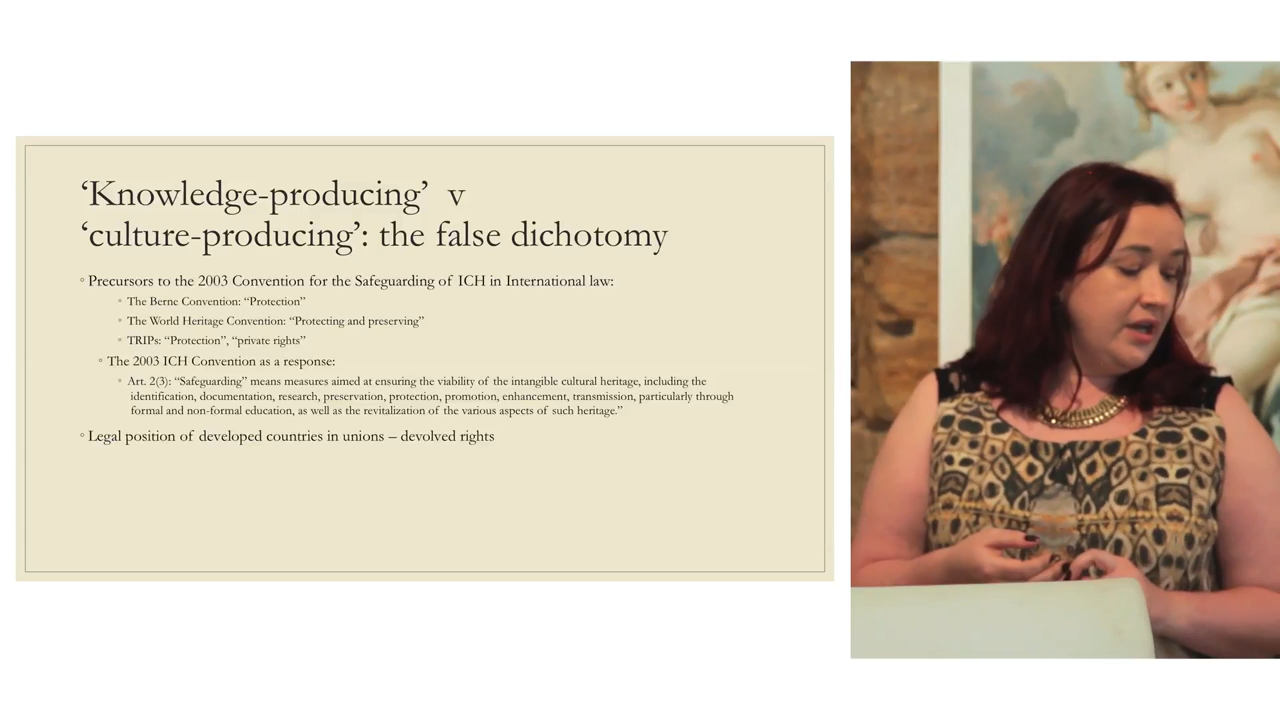 ‘Knowledge-producing’ v
‘culture-producing’: the false dichotomy
◦ Precursors to the 2003 Convention for the Safeguarding of ICH in International law:
◦ The Berne Convention: “Protection”
◦ The World Heritage Convention: “Protecting and preserving”
◦ TRIPs: “Protection”, “private rights”
◦ The 2003 ICH Convention as a response:
◦ Art. 2(3): “Safeguarding” means measures aimed at ensuring the viability of the intangible cultural heritage, including the
identification, documentation, research, preservation, protection, promotion, enhancement, transmission, particularly through
formal and non-formal education, as well as the revitalization of the various aspects of such heritage.”
◦ Legal position of developed countries in unions – devolved rights